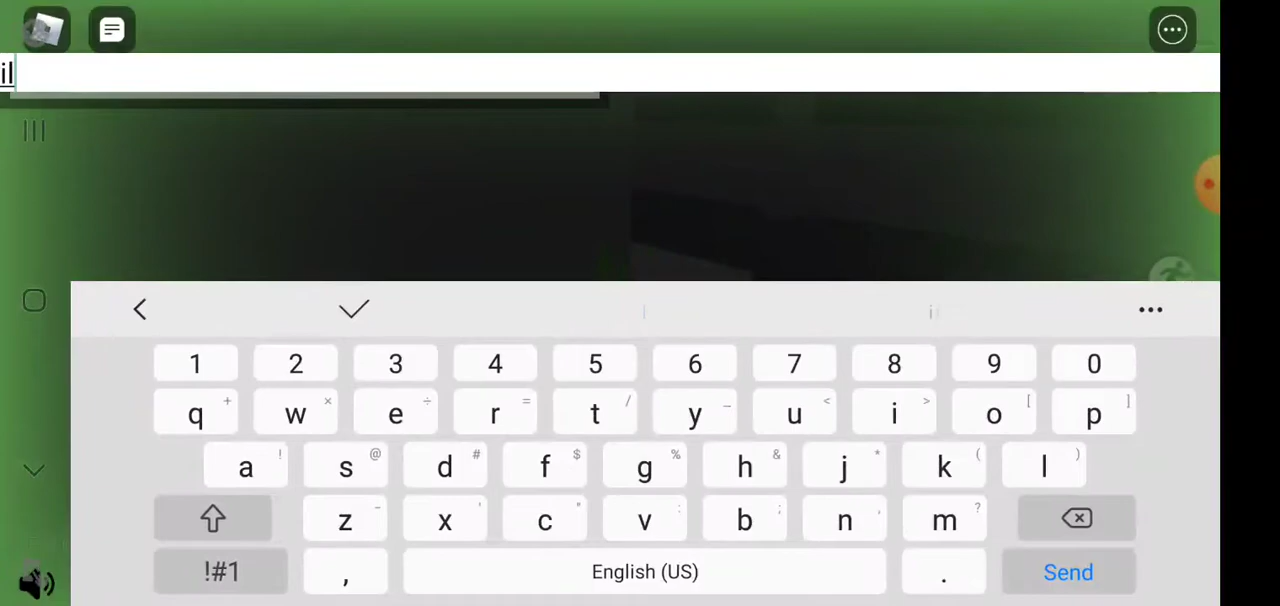 il
1 2 3 4 5 6 7 8 9 0
q + w × e ÷ r = t / y _ u < i > o [ p ]
a ! s @ d # f $ g % h & j * k ( l )
z - x ' c " v : b ; n , m ?
!#1 , English (US) . Send